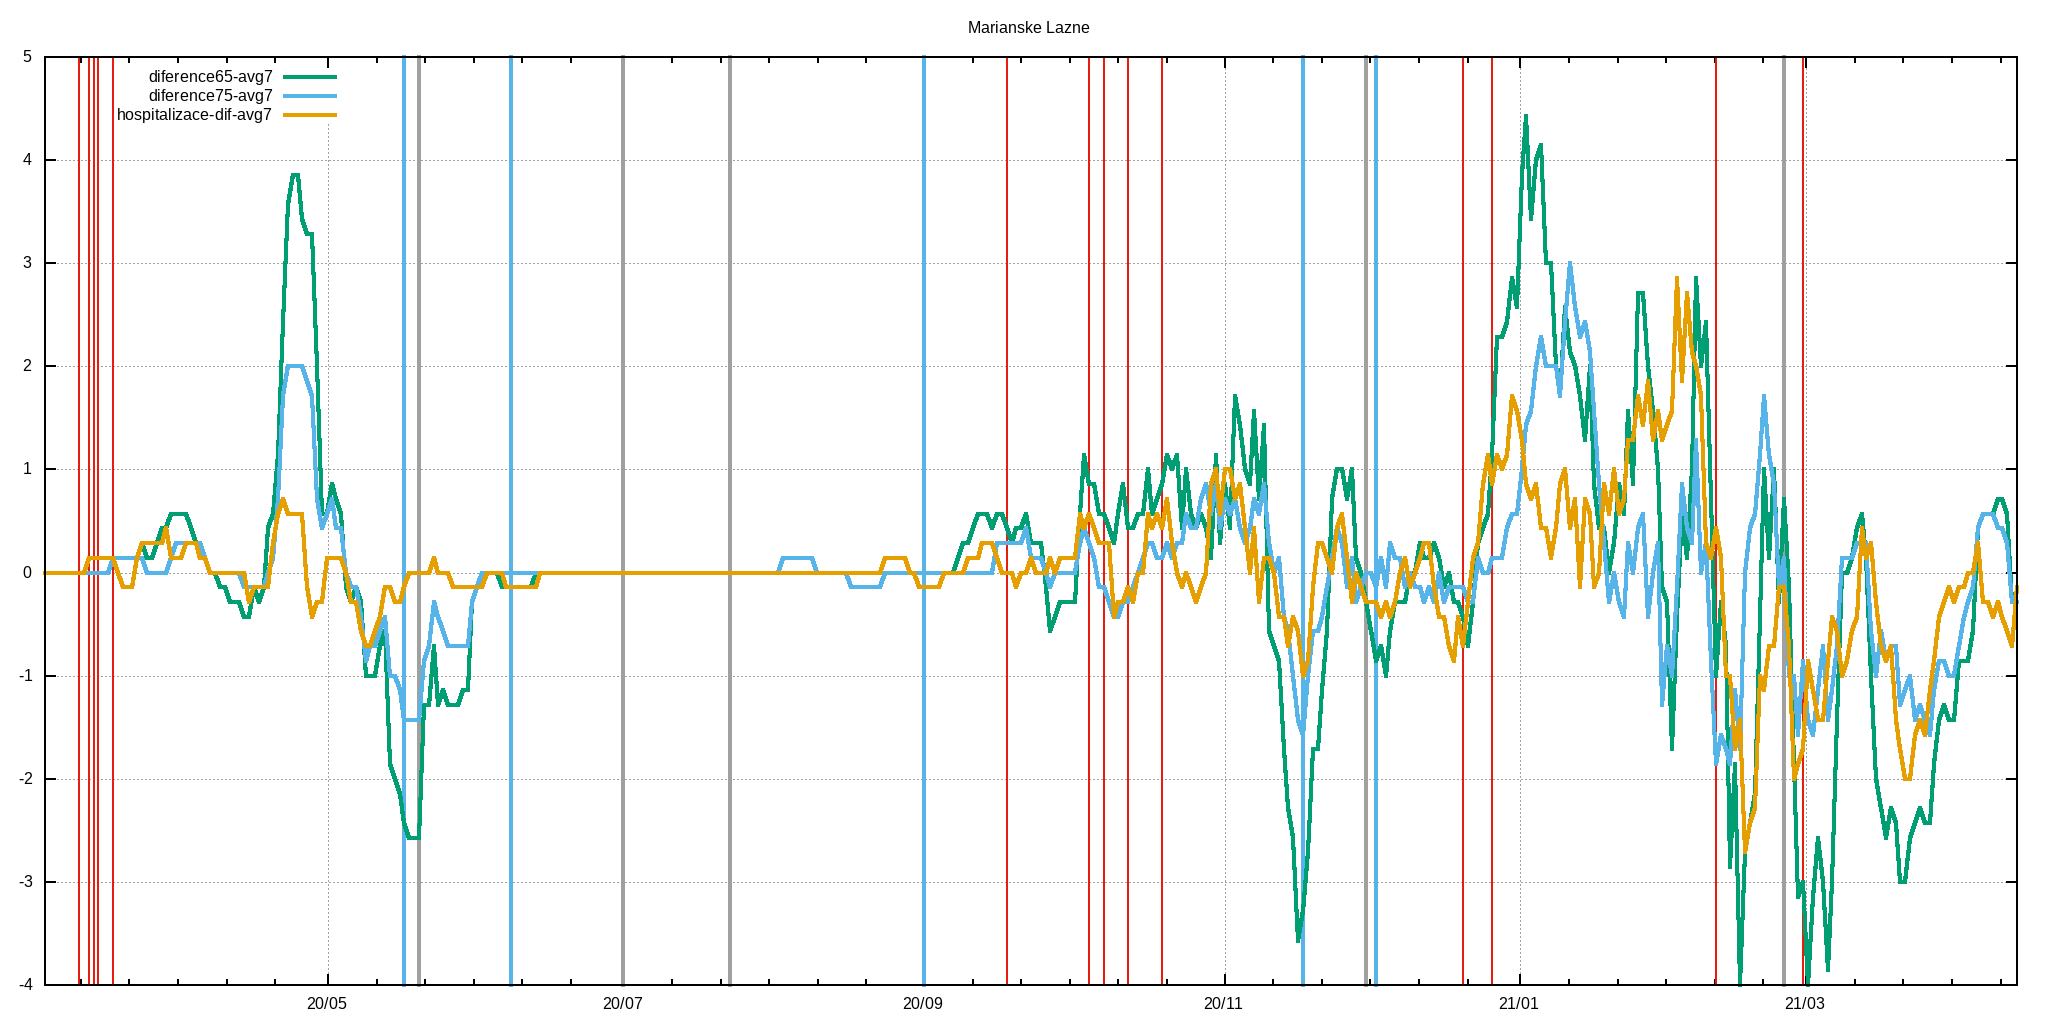 Marianske Lazne
diference65-avg7
diference75-avg7
hospitalizace-dif-avg7
5
4
3
2
1
0
-1
-2
-3
-4
20/05 20/07 20/09 20/11 21/01 21/03